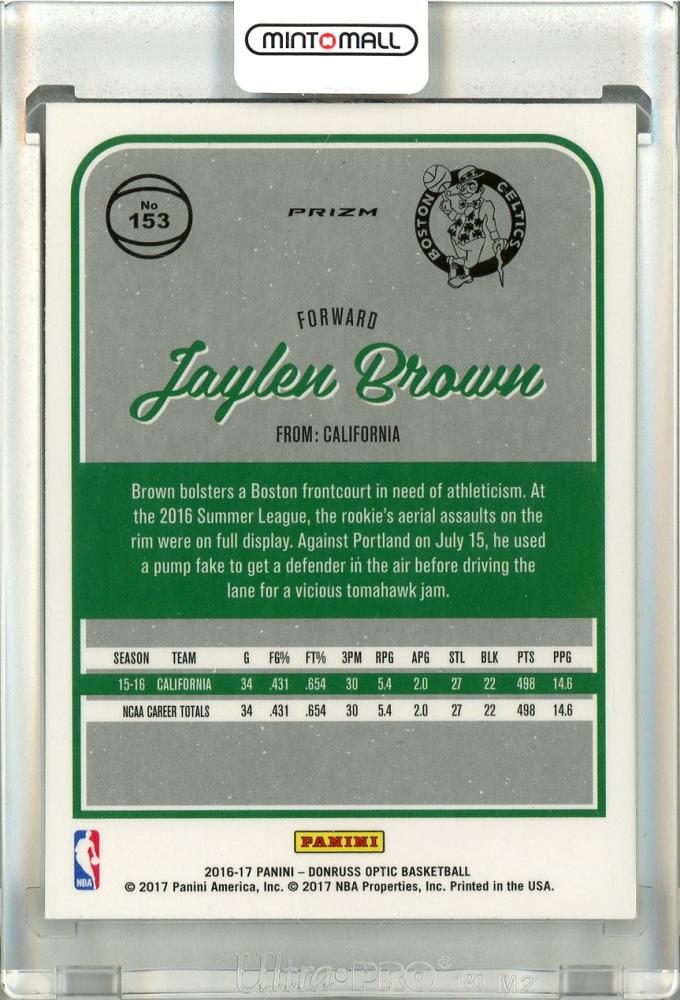 MINT MALL
No
153
PRIZM
BOSTON CELTICS
FORWARD
Jaylen Brown
FROM: CALIFORNIA
Brown bolsters a Boston frontcourt in need of athleticism. At
the 2016 Summer League, the rookie's aerial assaults on the
rim were on full display. Against Portland on July 15, he used
a pump fake to get a defender in the air before driving the
lane for a vicious tomahawk jam.
SEASON TEAM G FG% FT% 3PM RPG APG STL BLK PTS PPG
15-16 CALIFORNIA 34 .431 .654 30 5.4 2.0 27 22 498 14.6
NCAA CAREER TOTALS 34 .431 .654 30 5.4 2.0 27 22 498 14.6
PANINI
NBA
2016-17 PANINI – DONRUSS OPTIC BASKETBALL
© 2017 Panini America, Inc. © 2017 NBA Properties, Inc. Printed in the USA.
Ultra•PRO® 180 M2